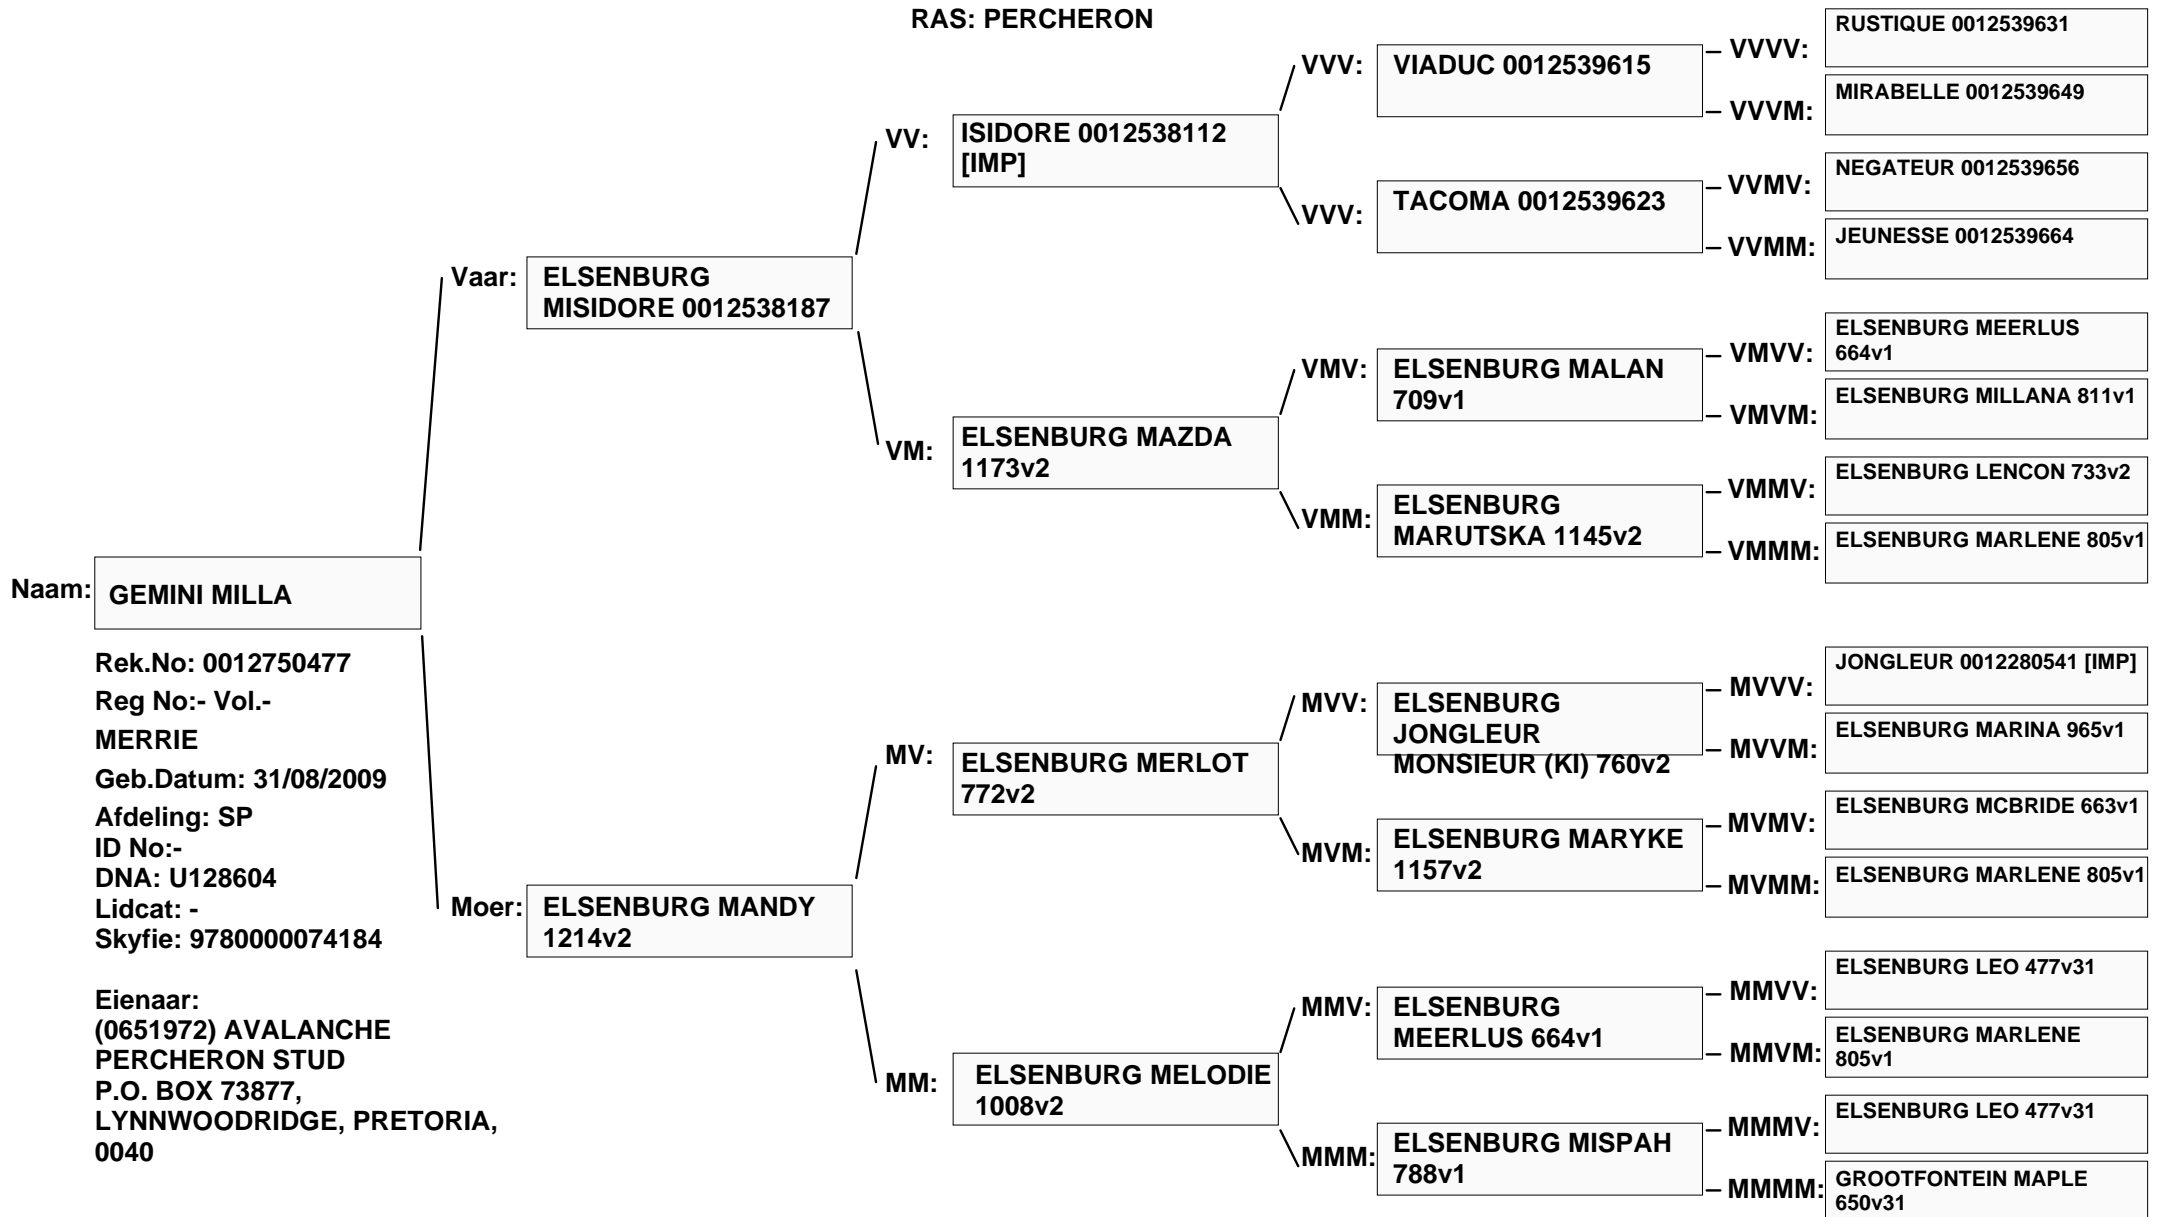 RAS: PERCHERON
Naam:
GEMINI MILLA
Rek.No: 0012750477
Reg No:- Vol.-
MERRIE
Geb.Datum: 31/08/2009
Afdeling: SP
ID No:-
DNA: U128604
Lidcat: -
Skyfie: 9780000074184
Eienaar:
(0651972) AVALANCHE
PERCHERON STUD
P.O. BOX 73877,
LYNNWOODRIDGE, PRETORIA,
0040
Vaar:
ELSENBURG
MISIDORE 0012538187
Moer:
ELSENBURG MANDY
1214v2
VV:
ISIDORE 0012538112
[IMP]
VM:
ELSENBURG MAZDA
1173v2
MV:
ELSENBURG MERLOT
772v2
MM:
ELSENBURG MELODIE
1008v2
VVV:
VIADUC 0012539615
VVV:
TACOMA 0012539623
VMV:
ELSENBURG MALAN
709v1
VMM:
ELSENBURG
MARUTSKA 1145v2
MVV:
ELSENBURG
JONGLEUR
MONSIEUR (KI) 760v2
MVM:
ELSENBURG MARYKE
1157v2
MMV:
ELSENBURG
MEERLUS 664v1
MMM:
ELSENBURG MISPAH
788v1
VVVV:
RUSTIQUE 0012539631
VVVM:
MIRABELLE 0012539649
VVMV:
NEGATEUR 0012539656
VVMM:
JEUNESSE 0012539664
VMVV:
ELSENBURG MEERLUS
664v1
VMVM:
ELSENBURG MILLANA 811v1
VMMV:
ELSENBURG LENCON 733v2
VMMM:
ELSENBURG MARLENE 805v1
MVVV:
JONGLEUR 0012280541 [IMP]
MVVM:
ELSENBURG MARINA 965v1
MVMV:
ELSENBURG MCBRIDE 663v1
MVMM:
ELSENBURG MARLENE 805v1
MMVV:
ELSENBURG LEO 477v31
MMVM:
ELSENBURG MARLENE
805v1
MMMV:
ELSENBURG LEO 477v31
MMMM:
GROOTFONTEIN MAPLE
650v31